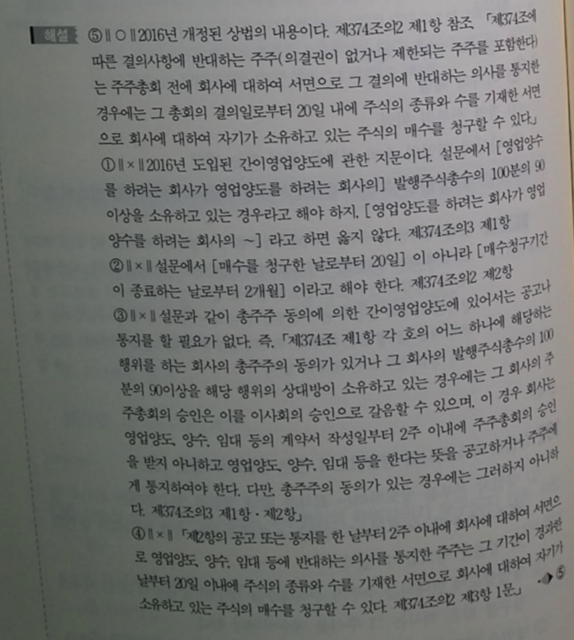 해설 ⑤∥○∥2016년 개정된 상법의 내용이다. 제374조의2 제1항 참조. 「제374조에
따른 결의사항에 반대하는 주주(의결권이 없거나 제한되는 주주를 포함한다)
는 주주총회 전에 회사에 대하여 서면으로 그 결의에 반대하는 의사를 통지한
경우에는 그 총회의 결의일로부터 20일 내에 주식의 종류와 수를 기재한 서면
으로 회사에 대하여 자기가 소유하고 있는 주식의 매수를 청구할 수 있다.」
①∥×∥2016년 도입된 간이영업양도에 관한 지문이다. 설문에서 [영업양수
를 하려는 회사가 영업양도를 하려는 회사의] 발행주식총수의 100분의 90
이상을 소유하고 있는 경우라고 해야 하지, [영업양도를 하려는 회사가 영업
양수를 하려는 회사의 ~] 라고 하면 옳지 않다. 제374조의3 제1항
②∥×∥설문에서 [매수를 청구한 날로부터 20일] 이 아니라 [매수청구기간
이 종료하는 날로부터 2개월] 이라고 해야 한다. 제374조의2 제2항
③∥×∥설문과 같이 총주주 동의에 의한 간이영업양도에 있어서는 공고나
통지를 할 필요가 없다. 즉, 「제374조 제1항 각 호의 어느 하나에 해당하는
행위를 하는 회사의 총주주의 동의가 있거나 그 회사의 발행주식총수의 100
분의 90이상을 해당 행위의 상대방이 소유하고 있는 경우에는 그 회사의 주
주총회의 승인은 이를 이사회의 승인으로 갈음할 수 있으며, 이 경우 회사는
영업양도, 양수, 임대 등의 계약서 작성일부터 2주 이내에 주주총회의 승인
을 받지 아니하고 영업양도, 양수, 임대 등을 한다는 뜻을 공고하거나 주주에
게 통지하여야 한다. 다만, 총주주의 동의가 있는 경우에는 그러하지 아니하
다. 제374조의3 제1항·제2항」
④∥×∥「제2항의 공고 또는 통지를 한 날부터 2주 이내에 회사에 대하여 서면으
로 영업양도, 양수, 임대 등에 반대하는 의사를 통지한 주주는 그 기간이 경과한
날부터 20일 이내에 주식의 종류와 수를 기재한 서면으로 회사에 대하여 자기가
소유하고 있는 주식의 매수를 청구할 수 있다. 제374조의2 제3항 1문」 ⑤